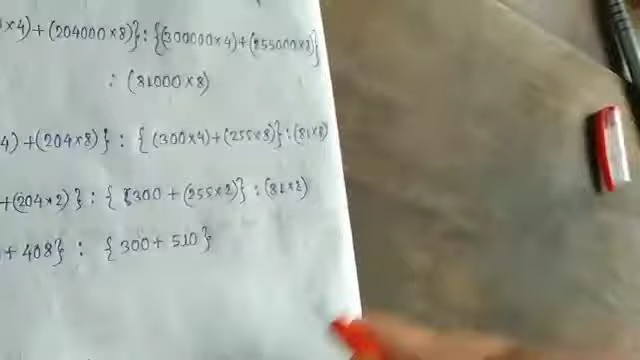 ×4)+(204000×8)} : {(300000×4)+(255000×8)}
: (81000×8)
4)+(204×8)} : {(300×4)+(255×8)} : (81×8)
+(204×2)} : {300+(255×2)} : (81×2)
+ 408} : {300+510}